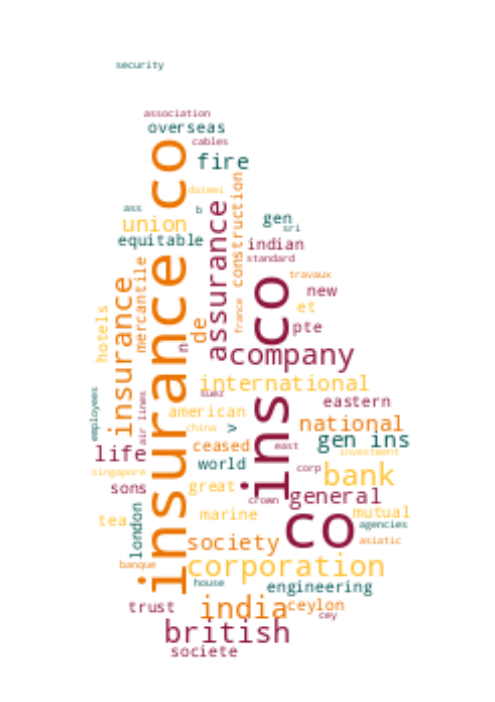 security
association
overseas
cables
fire
daimei
ass
b
union
gen
sri
equitable
indian
standard
construction
assurance
insurance co
mercantile
insurance
travaux
new
et
pte
de
france
hotels
n
ins co
company
international
suez
eastern
employees
air lines
american
china
v
national
gen ins
ceased
east
life
investment
world
corp
singapore
bank
sons
great
crown
general
tea
london
marine
co
mutual
agencies
society
asiatic
banque
corporation
house
engineering
trust
india
ceylon
cey
british
societe